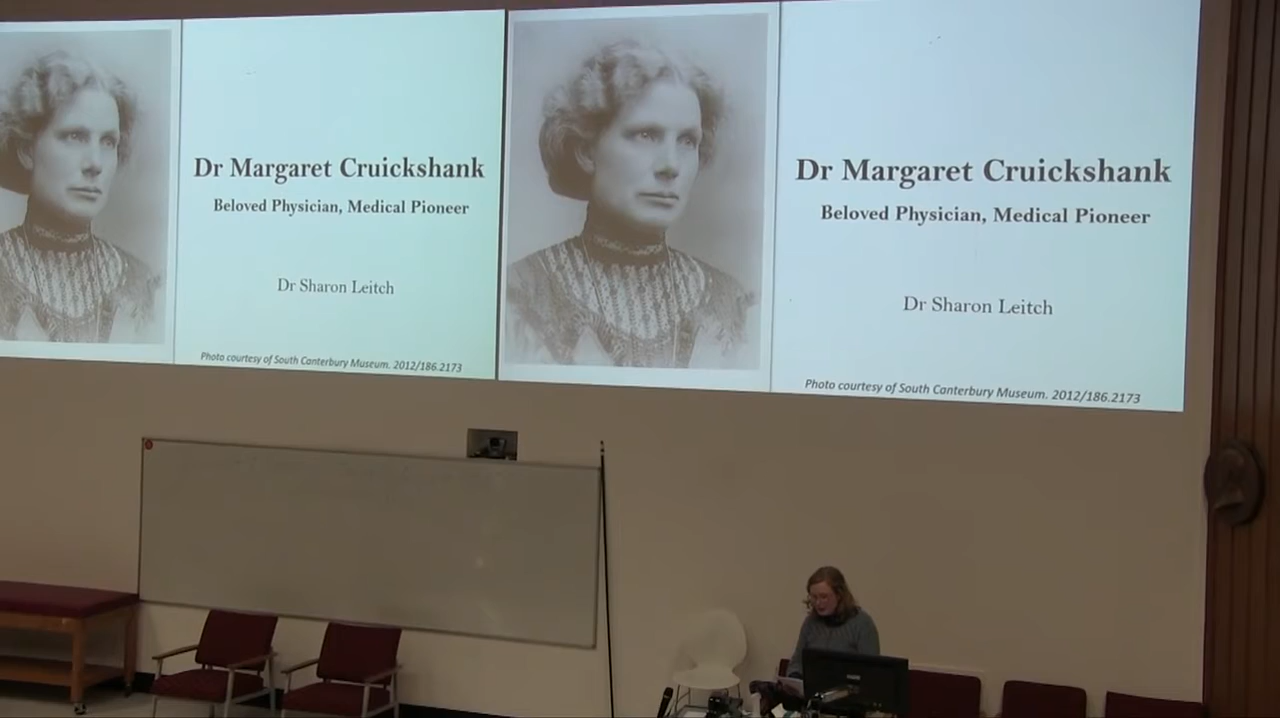 Dr Margaret Cruickshank
Beloved Physician, Medical Pioneer
Dr Sharon Leitch
Photo courtesy of South Canterbury Museum. 2012/186.2173
Dr Margaret Cruickshank
Beloved Physician, Medical Pioneer
Dr Sharon Leitch
Photo courtesy of South Canterbury Museum. 2012/186.2173